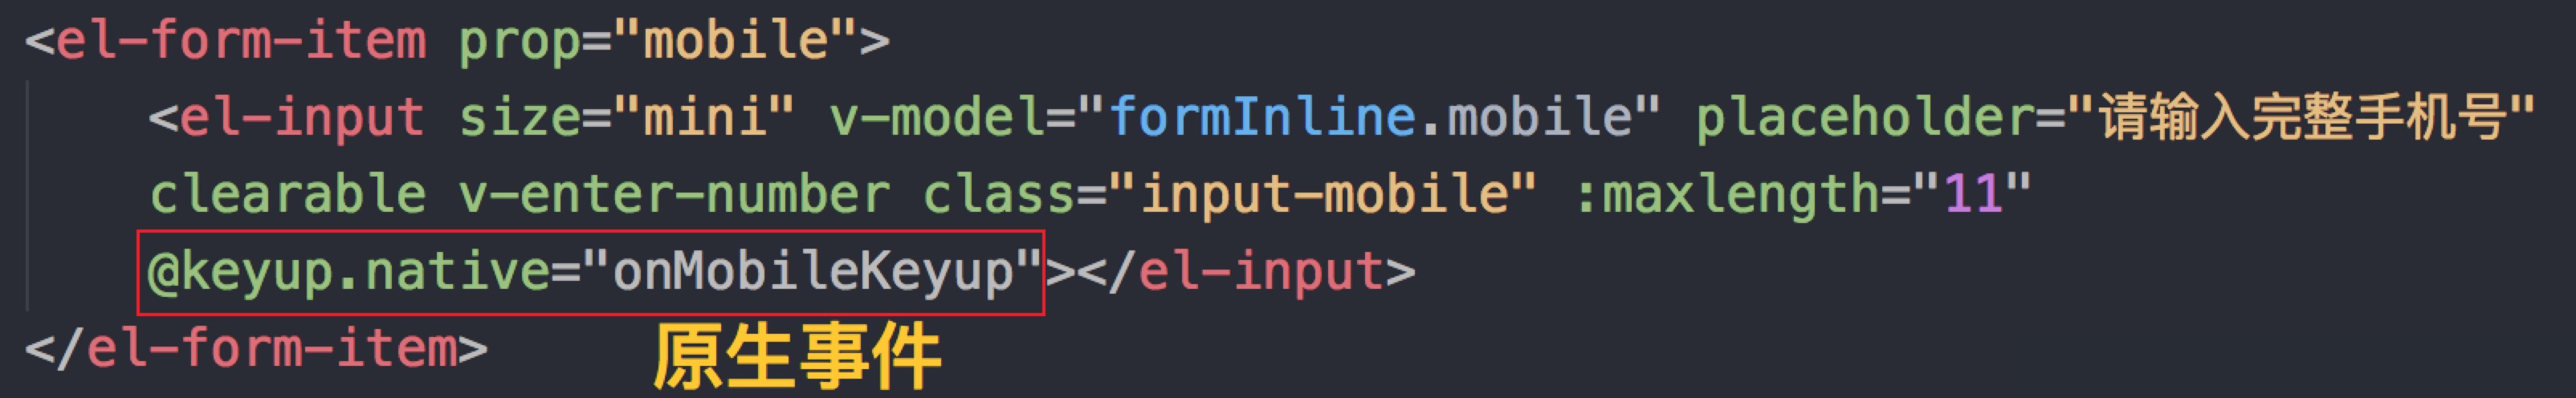 <el-form-item prop="mobile">
<el-input size="mini" v-model="formInline.mobile" placeholder="请输入完整手机号"
clearable v-enter-number class="input-mobile" :maxlength="11"
@keyup.native="onMobileKeyup"></el-input>
</el-form-item>
原生事件